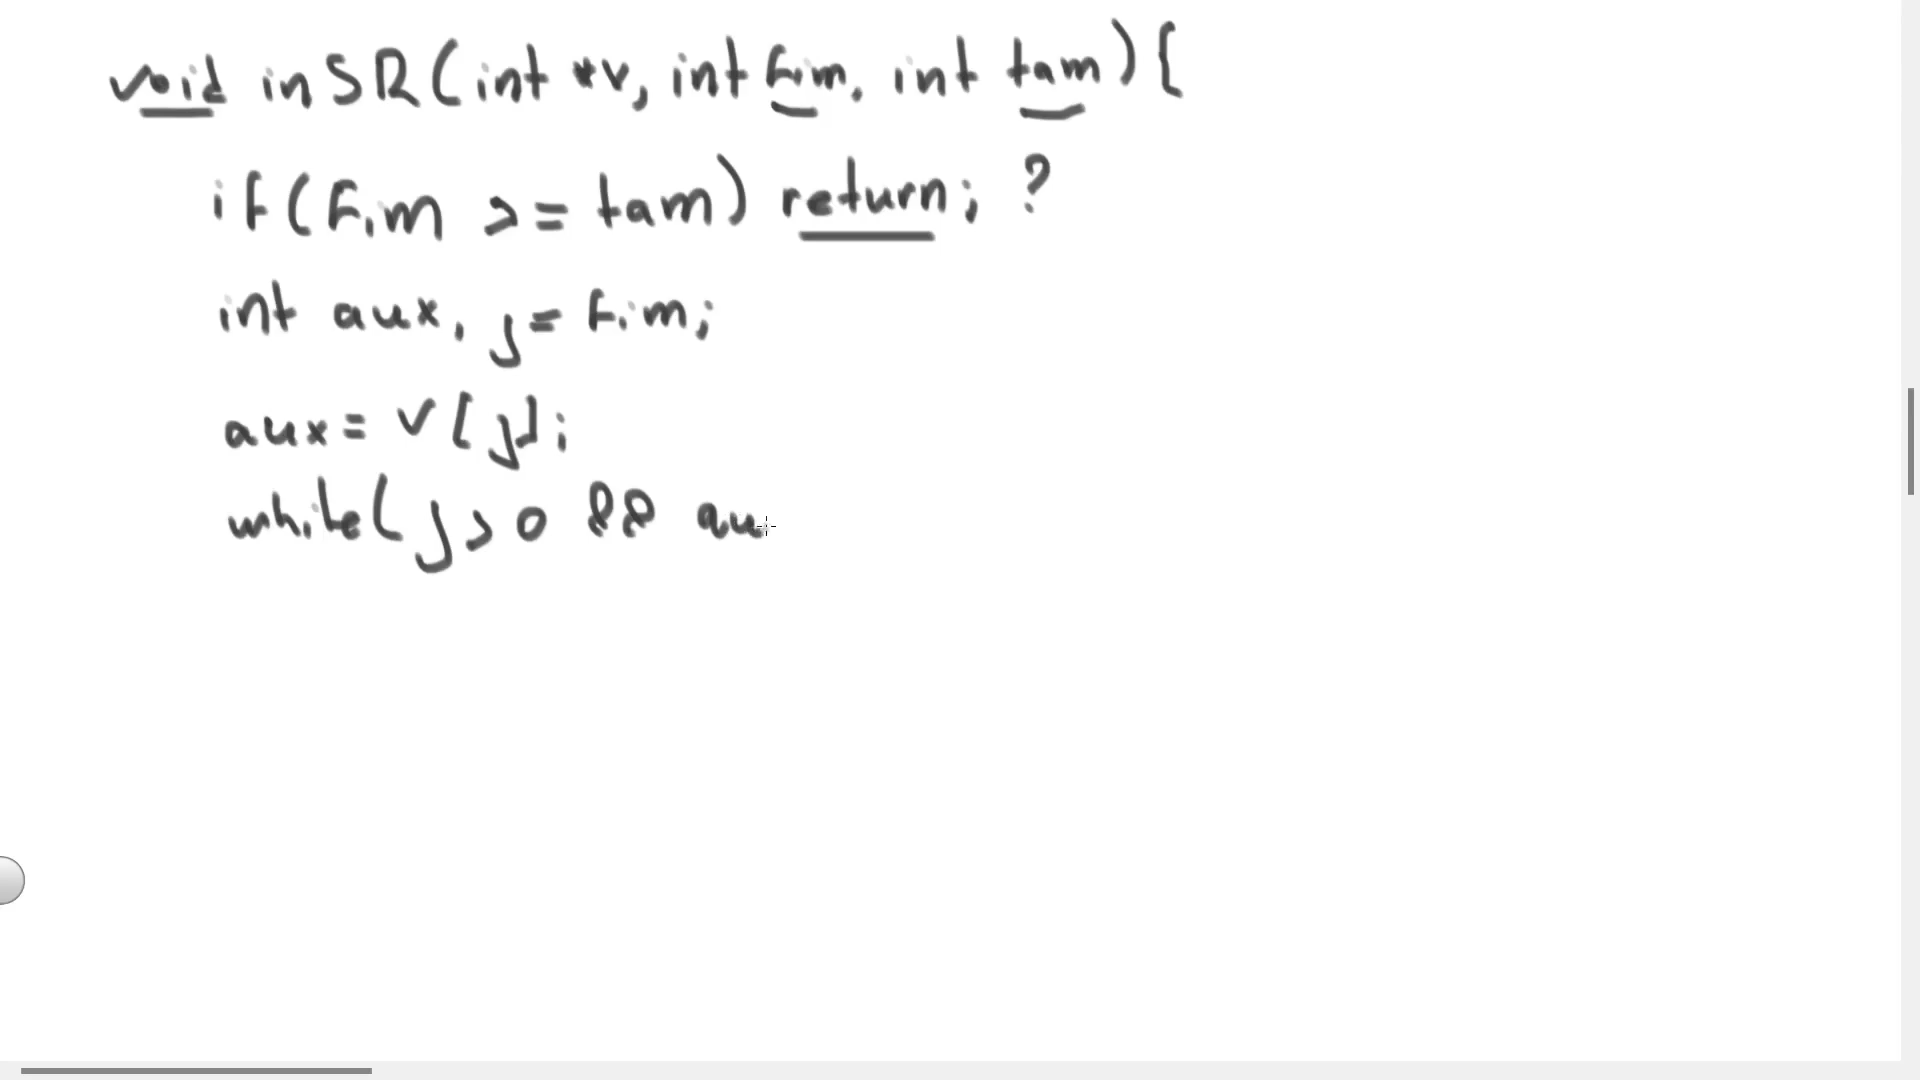 void inSR(int *v, int fim, int tam){
if(fim >= tam) return; ?
int aux, j= fim;
aux= v[j];
while(j>0 && au